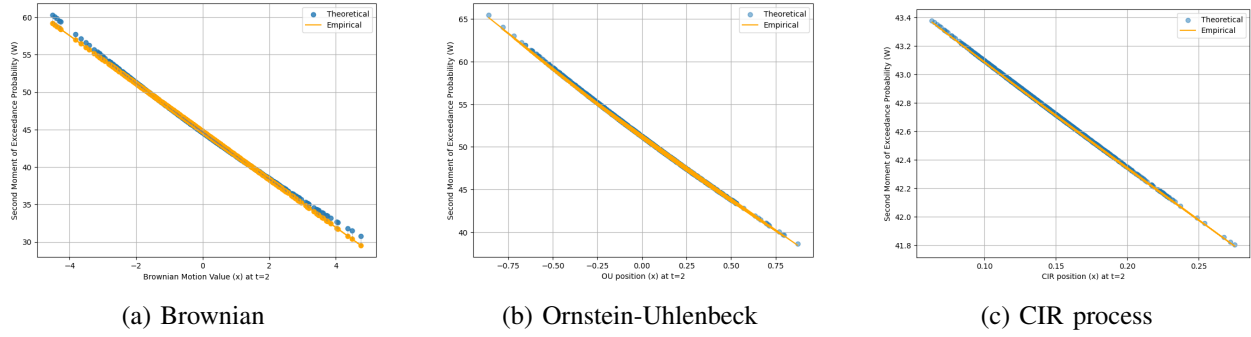 Second Moment of Exceedance Probability (W)
60
55
50
45
40
35
30
−4
−2
0
2
4
Brownian Motion Value (x) at t=2
Theoretical
Empirical
(a) Brownian
Second Moment of Exceedance Probability (W)
65
60
55
50
45
40
−0.75
−0.50
−0.25
0.00
0.25
0.50
0.75
OU position (x) at t=2
Theoretical
Empirical
(b) Ornstein-Uhlenbeck
Second Moment of Exceedance Probability (W)
43.4
43.2
43.0
42.8
42.6
42.4
42.2
42.0
41.8
0.10
0.15
0.20
0.25
CIR position (x) at t=2
Theoretical
Empirical
(c) CIR process